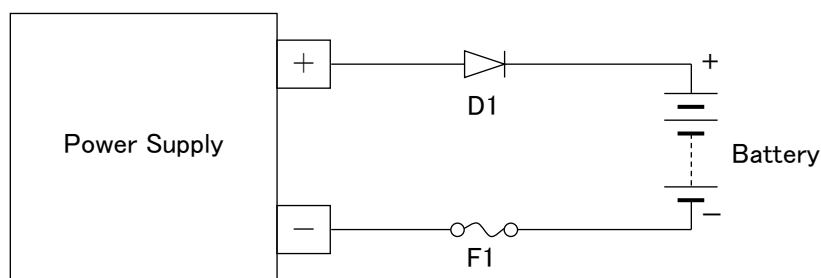 +
D1
+
Power Supply
Battery
−
−
F1